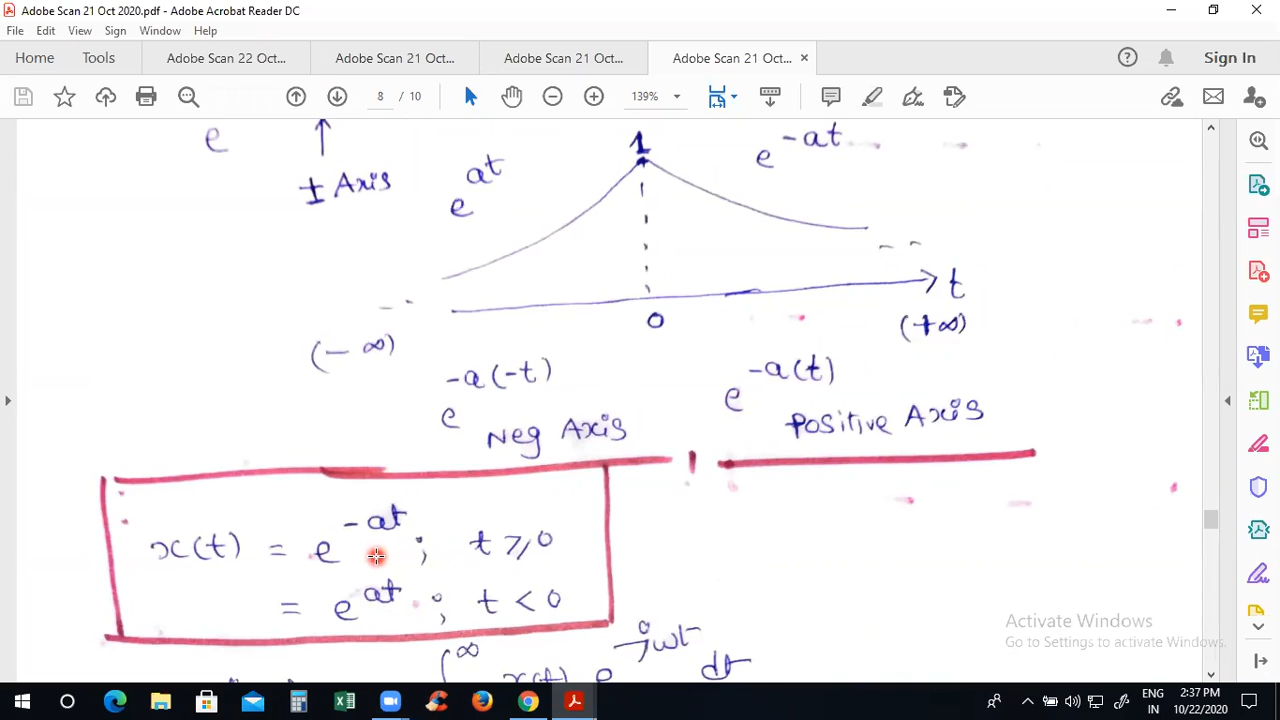 Adobe Scan 21 Oct 2020.pdf - Adobe Acrobat Reader DC
File Edit View Sign Window Help
Home Tools Adobe Scan 22 Oct... Adobe Scan 21 Oct... Adobe Scan 21 Oct... Adobe Scan 21 Oct... ×
Sign In
8 / 10 139%
e
↑
± Axis
e^at
1
e^-at
-- --
t
(-∞)
0
(+∞)
e^-a(-t)
Neg Axis
e^-a(t)
Positive Axis
x(t) = e^-at ; t ≥ 0
= e^at ; t < 0
∫^∞ x(t) e^-jωt dt
Activate Windows
Go to Settings to activate Windows.
ENG
IN
2:37 PM
10/22/2020